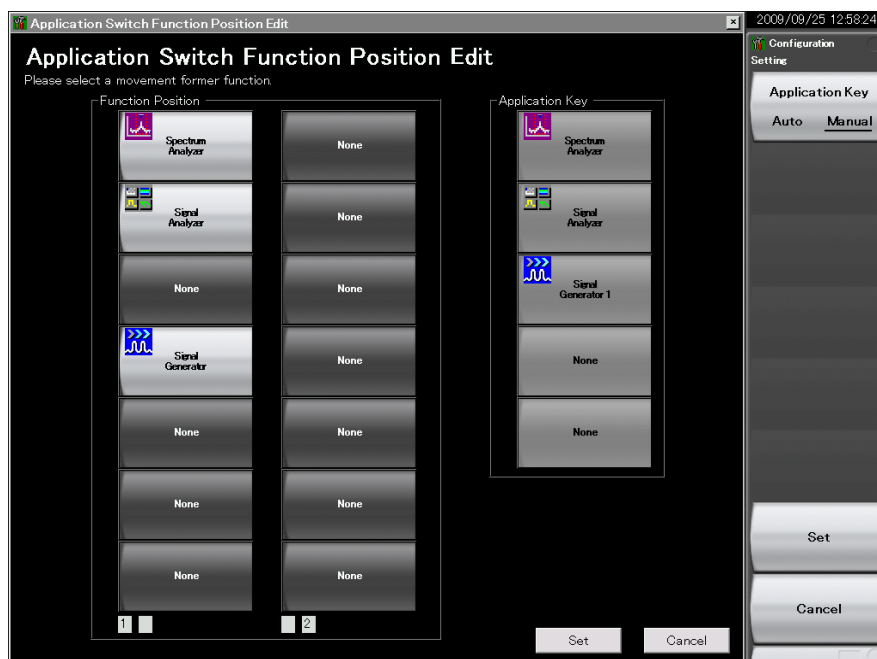 Application Switch Function Position Edit
2009/09/25 12:58:24
Application Switch Function Position Edit
Please select a movement former function.
Function Position
Spectrum
Analyzer
None
Signal
Analyzer
None
None
None
Signal
Generator
None
None
None
None
None
None
None
1
2
Application Key
Spectrum
Analyzer
Signal
Analyzer
Signal
Generator 1
None
None
Set
Cancel
Configuration
Setting
Application Key
Auto Manual
Set
Cancel